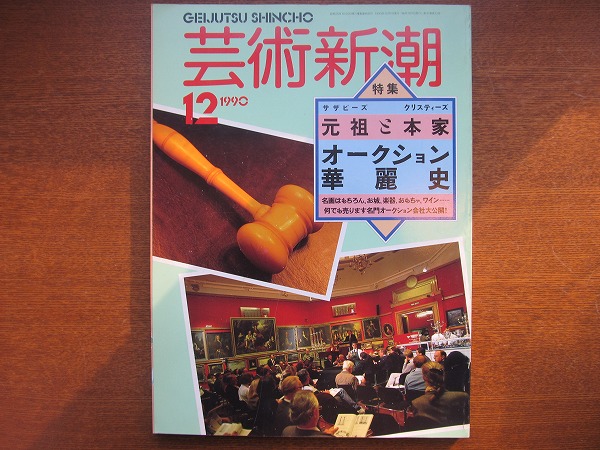 GEIJUTSU SHINCHO
芸術新潮
12 1990
特集
サザビーズ クリスティーズ
元祖と本家
オークション
華麗史
名画はもちろん、お城、楽器、おもちゃ、ワイン……
何でも売ります名門オークション会社大公開!